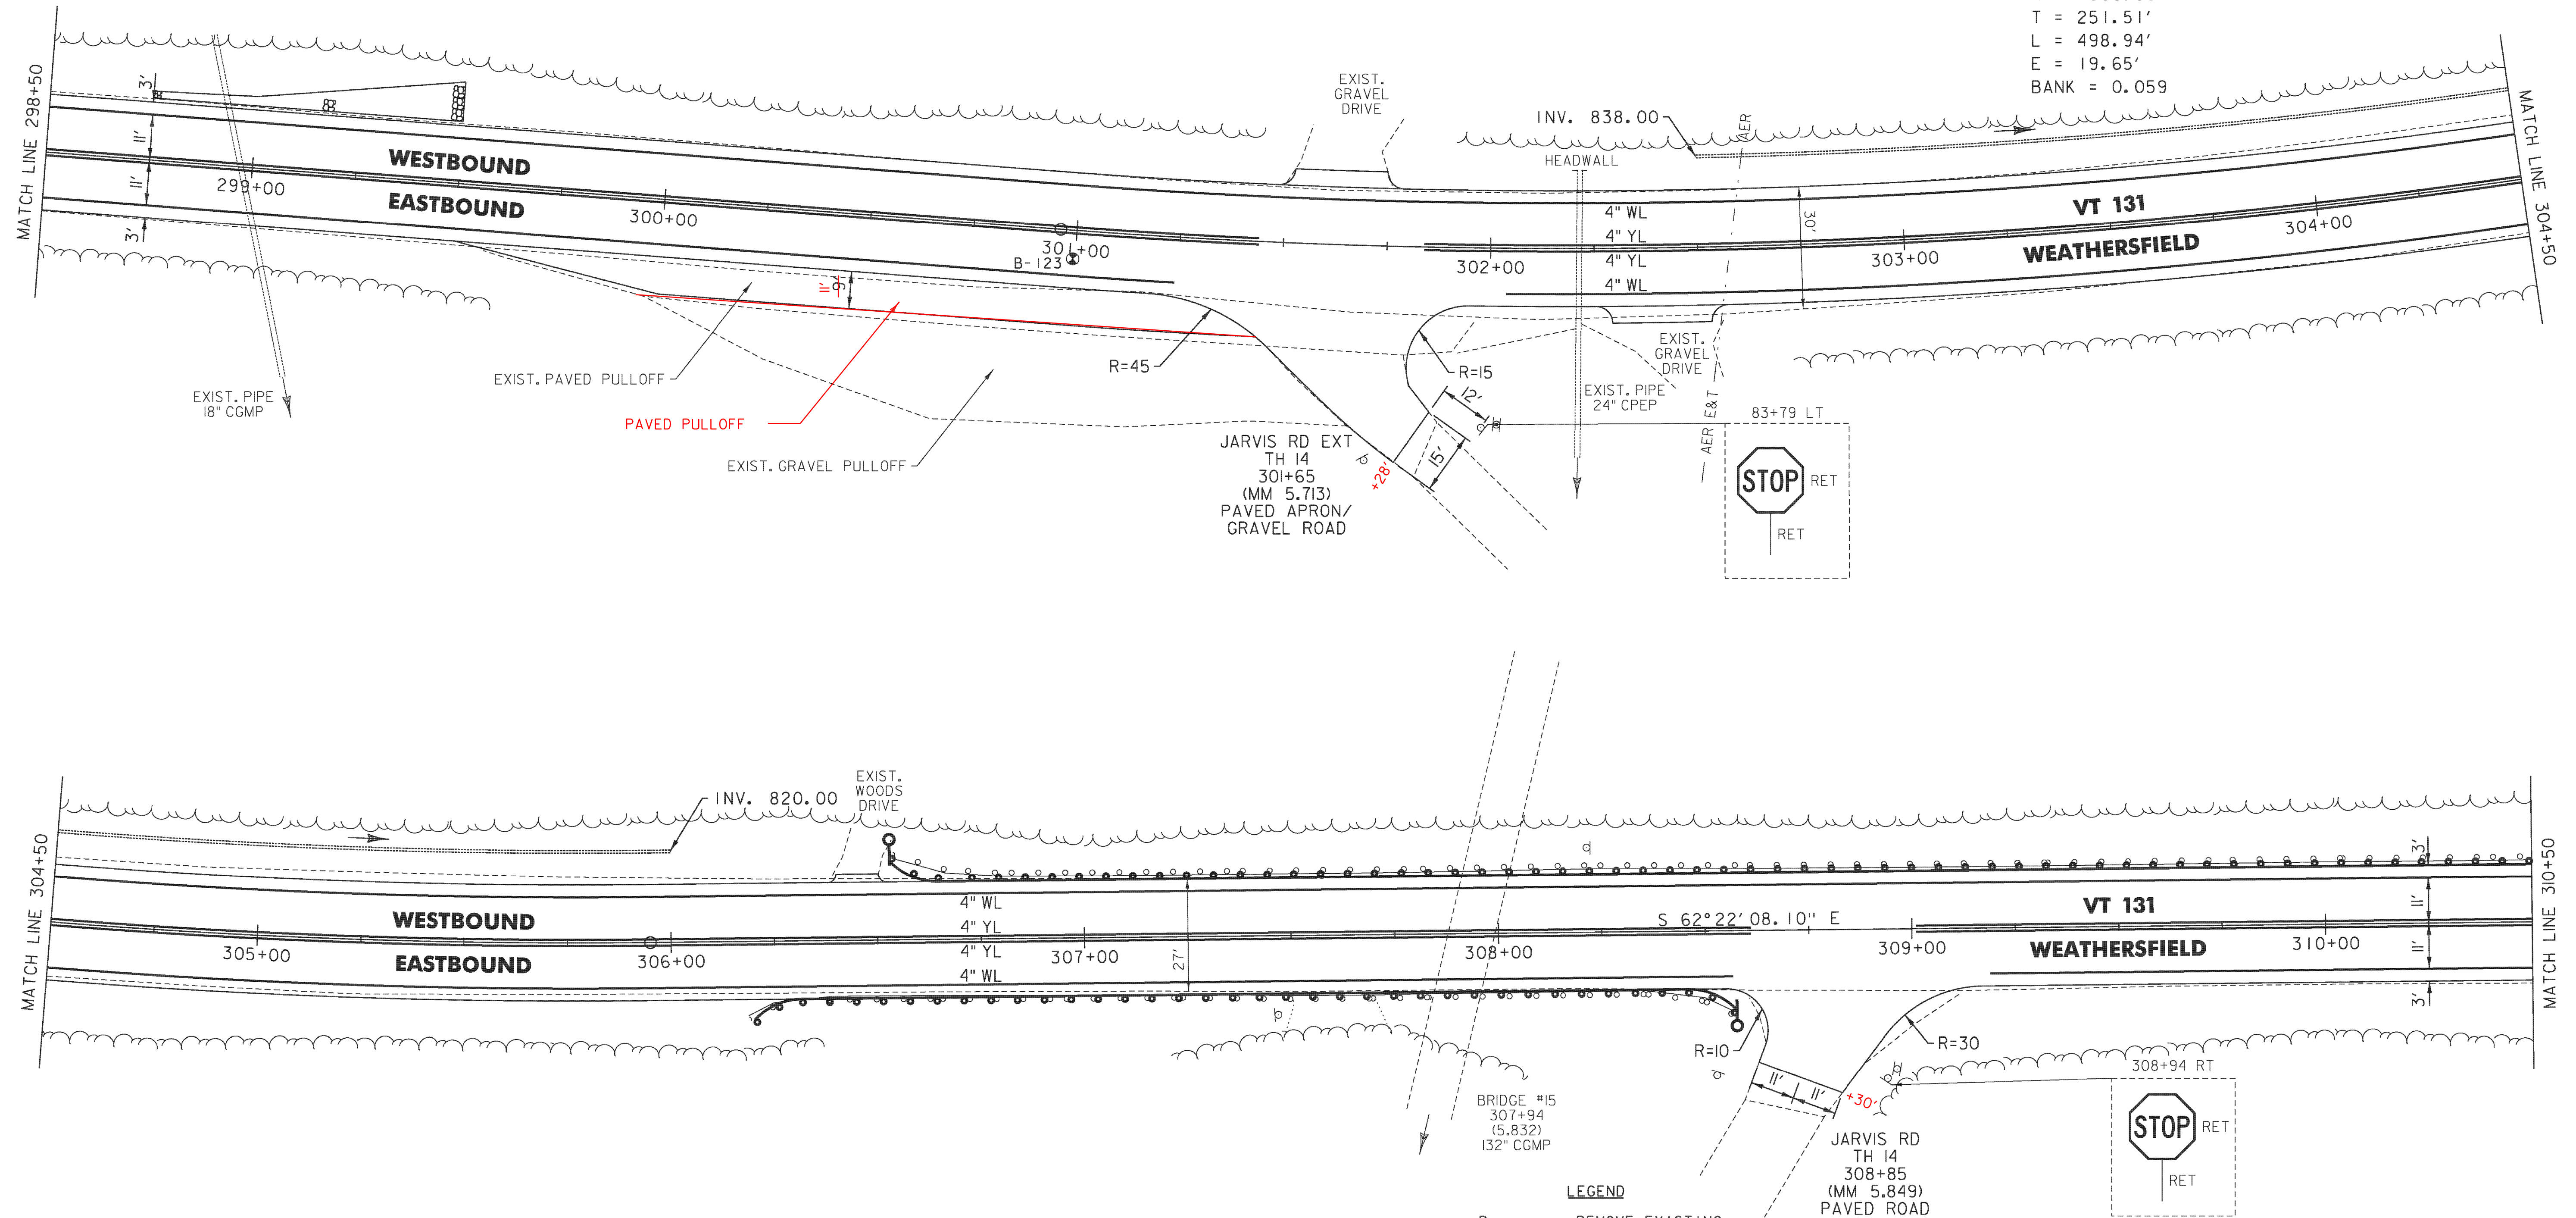 T = 251.51'
L = 498.94'
E = 19.65'
BANK = 0.059
MATCH LINE 298+50
3'
11'
11'
3'
WESTBOUND
EASTBOUND
299+00
300+00
301+00
B-123
302+00
303+00
304+00
EXIST.
GRAVEL
DRIVE
INV. 838.00
HEADWALL
AER
4" WL
4" YL
4" YL
4" WL
30'
VT 131
WEATHERSFIELD
MATCH LINE 304+50
11'
9'
EXIST. PIPE
18" CGMP
EXIST. PAVED PULLOFF
PAVED PULLOFF
EXIST. GRAVEL PULLOFF
R=45
R=15
12'
15'
+28'
JARVIS RD EXT
TH 14
301+65
(MM 5.713)
PAVED APRON/
GRAVEL ROAD
EXIST.
GRAVEL
DRIVE
EXIST. PIPE
24" CPEP
AER E&T
83+79 LT
STOP
RET
RET
MATCH LINE 304+50
INV. 820.00
EXIST.
WOODS
DRIVE
WESTBOUND
EASTBOUND
305+00
306+00
307+00
308+00
309+00
310+00
4" WL
4" YL
4" YL
4" WL
27'
S 62°22'08.10" E
VT 131
WEATHERSFIELD
3'
11'
11'
3'
MATCH LINE 310+50
R=10
R=30
11'
11'
+30'
BRIDGE #15
307+94
(5.832)
132" CGMP
JARVIS RD
TH 14
308+85
(MM 5.849)
PAVED ROAD
308+94 RT
STOP
RET
RET
LEGEND